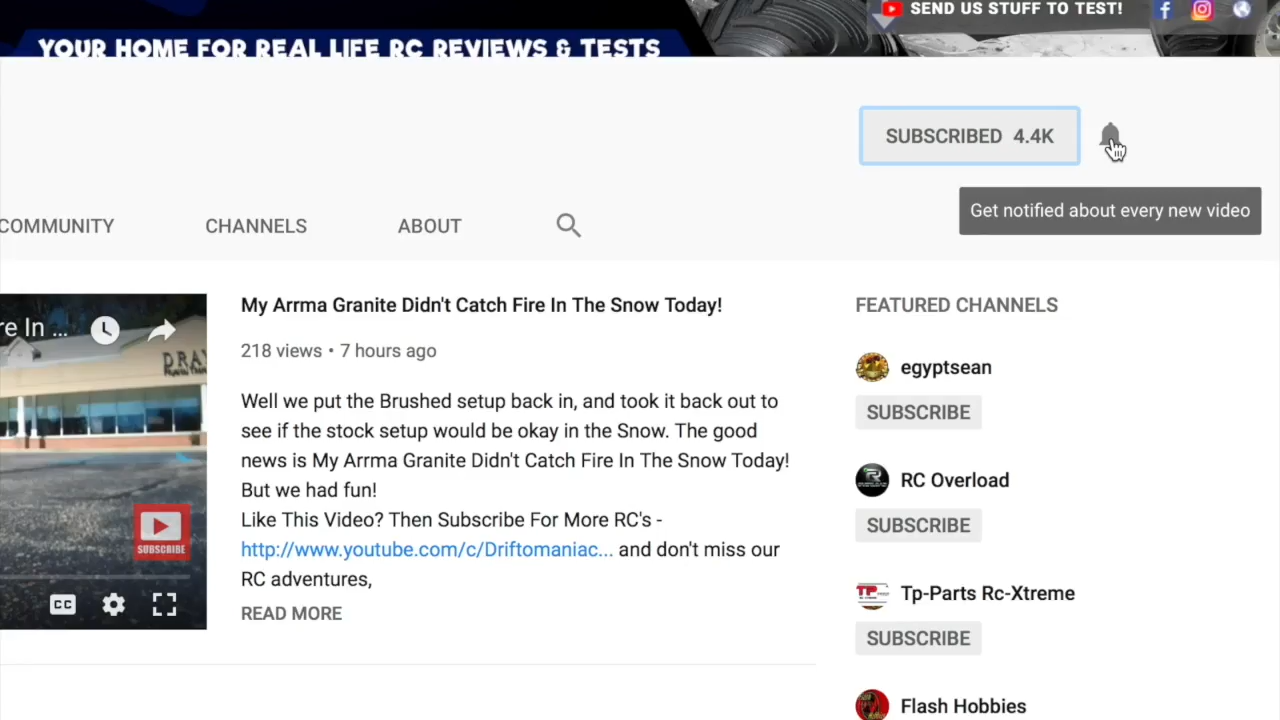 SEND US STUFF TO TEST!
YOUR HOME FOR REAL LIFE RC REVIEWS & TESTS
SUBSCRIBED 4.4K
Get notified about every new video
COMMUNITY
CHANNELS
ABOUT
re In ...
DRAY
SUBSCRIBE
CC
My Arrma Granite Didn't Catch Fire In The Snow Today!
218 views • 7 hours ago
Well we put the Brushed setup back in, and took it back out to
see if the stock setup would be okay in the Snow. The good
news is My Arrma Granite Didn't Catch Fire In The Snow Today!
But we had fun!
Like This Video? Then Subscribe For More RC's -
http://www.youtube.com/c/Driftomaniac... and don't miss our
RC adventures,
READ MORE
FEATURED CHANNELS
egyptsean
SUBSCRIBE
RC Overload
SUBSCRIBE
TP
Tp-Parts Rc-Xtreme
SUBSCRIBE
Flash Hobbies